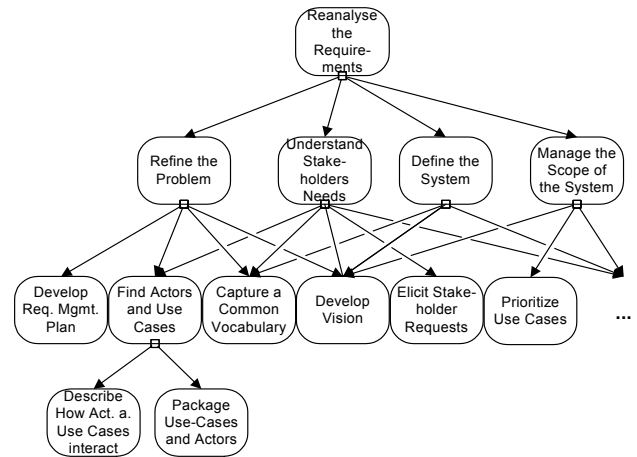 Reanalyse
the
Require-
ments
Refine the
Problem
Understand
Stake-
holders
Needs
Define the
System
Manage the
Scope of
the System
Develop
Req. Mgmt.
Plan
Find Actors
and Use
Cases
Capture a
Common
Vocabulary
Develop
Vision
Elicit Stake-
holder
Requests
Prioritize
Use Cases
...
Describe
How Act. a.
Use Cases
interact
Package
Use-Cases
and Actors